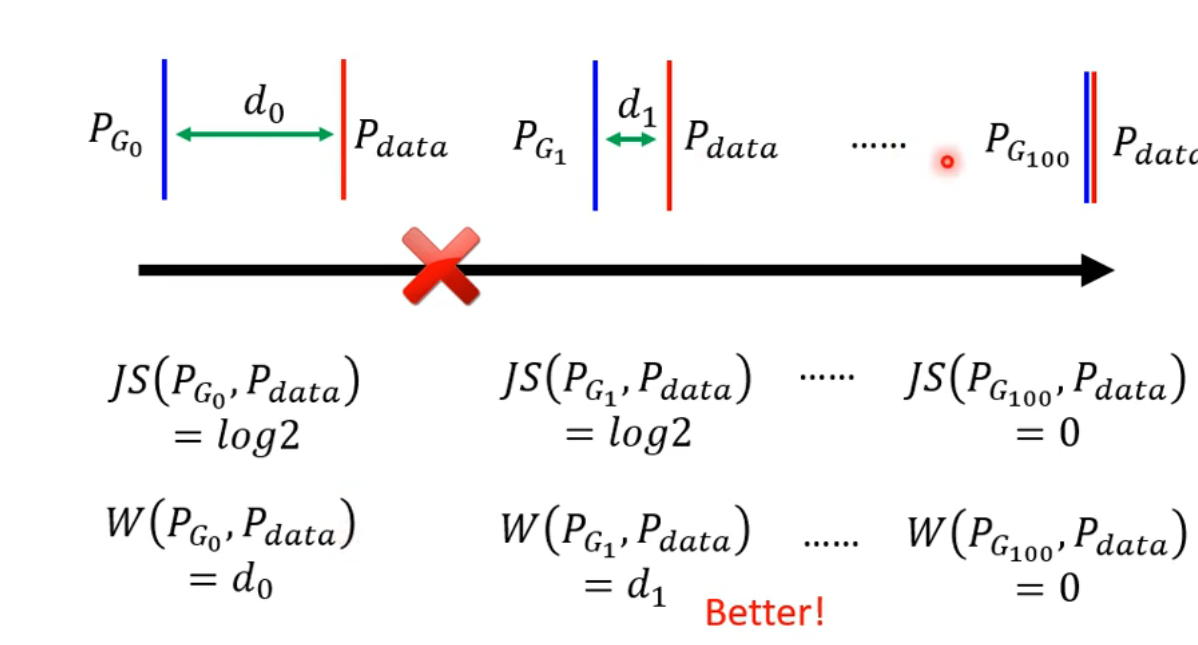 P_{G_0} d_0 P_{data} P_{G_1} d_1 P_{data} ...... P_{G_{100}} P_{data}
JS(P_{G_0}, P_{data}) JS(P_{G_1}, P_{data}) ...... JS(P_{G_{100}}, P_{data})
= log2 = log2 = 0
W(P_{G_0}, P_{data}) W(P_{G_1}, P_{data}) ...... W(P_{G_{100}}, P_{data})
= d_0 = d_1 = 0
Better!